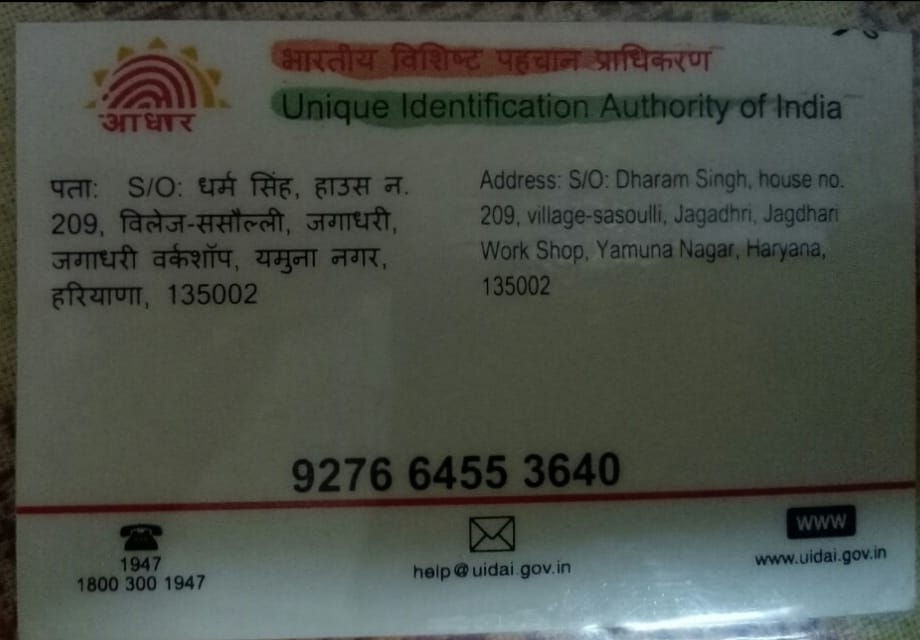 भारतीय विशिष्ट पहचान प्राधिकरण
Unique Identification Authority of India
आधार
पता: S/O: धर्म सिंह, हाउस न.
209, विलेज-ससौल्ली, जगाधरी,
जगाधरी वर्कशॉप, यमुना नगर,
हरियाणा, 135002
Address: S/O: Dharam Singh, house no.
209, village-sasoulli, Jagadhri, Jagdhari
Work Shop, Yamuna Nagar, Haryana,
135002
9276 6455 3640
1947
1800 300 1947
help@uidai.gov.in
www
www.uidai.gov.in